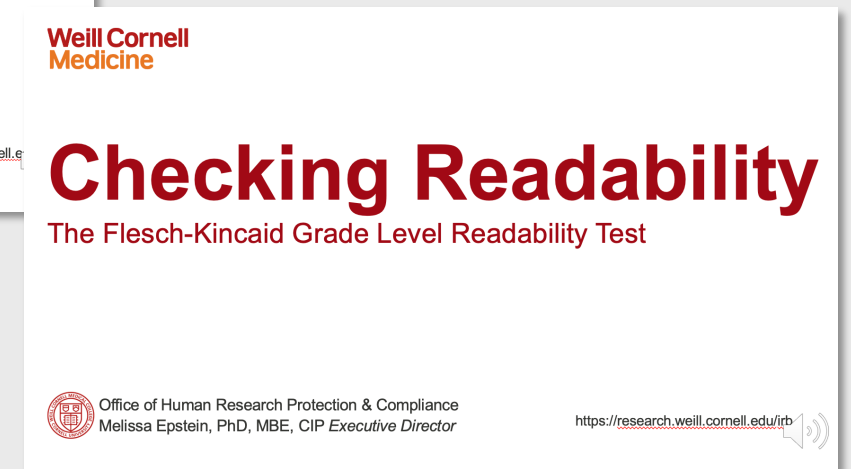 Weill Cornell
Medicine
Checking Readability
The Flesch-Kincaid Grade Level Readability Test
Office of Human Research Protection & Compliance
Melissa Epstein, PhD, MBE, CIP Executive Director
https://research.weill.cornell.edu/irb